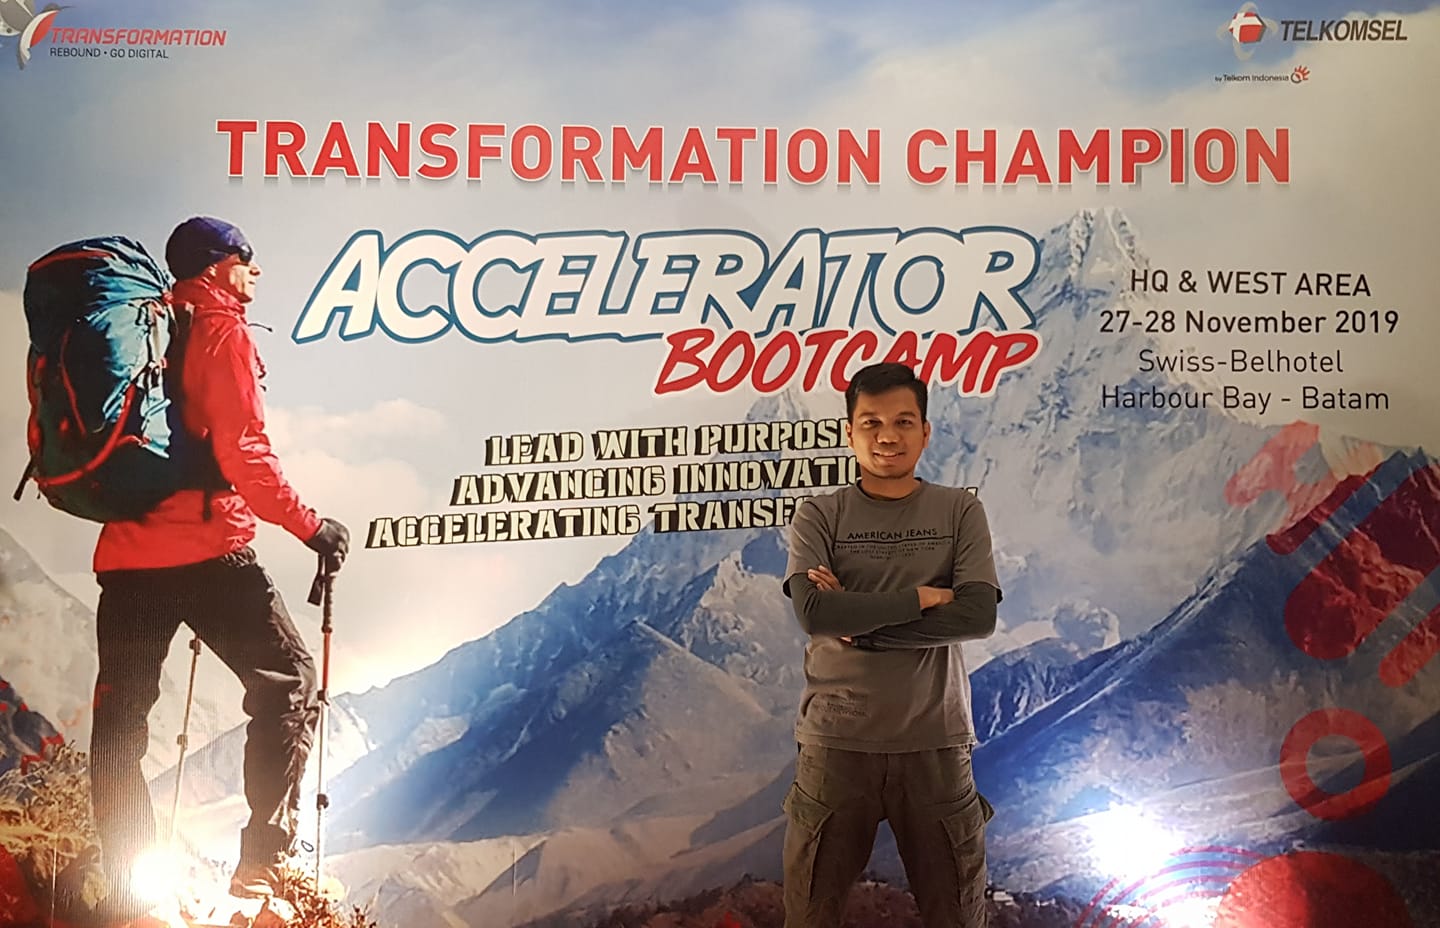 TRANSFORMATION
REBOUND • GO DIGITAL
TELKOMSEL
by Telkom Indonesia
TRANSFORMATION CHAMPION
ACCELERATOR
BOOTCAMP
HQ & WEST AREA
27-28 November 2019
Swiss-Belhotel
Harbour Bay - Batam
LEAD WITH PURPOSE
ADVANCING INNOVATIO
ACCELERATING TRANSF
AMERICAN JEANS